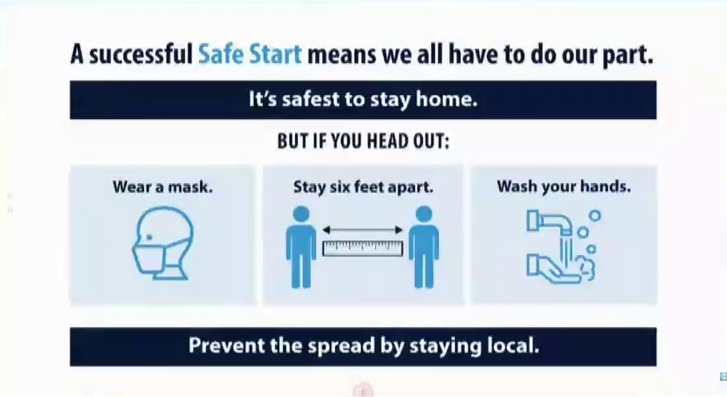 A successful Safe Start means we all have to do our part.
It's safest to stay home.
BUT IF YOU HEAD OUT:
Wear a mask.
Stay six feet apart.
Wash your hands.
Prevent the spread by staying local.